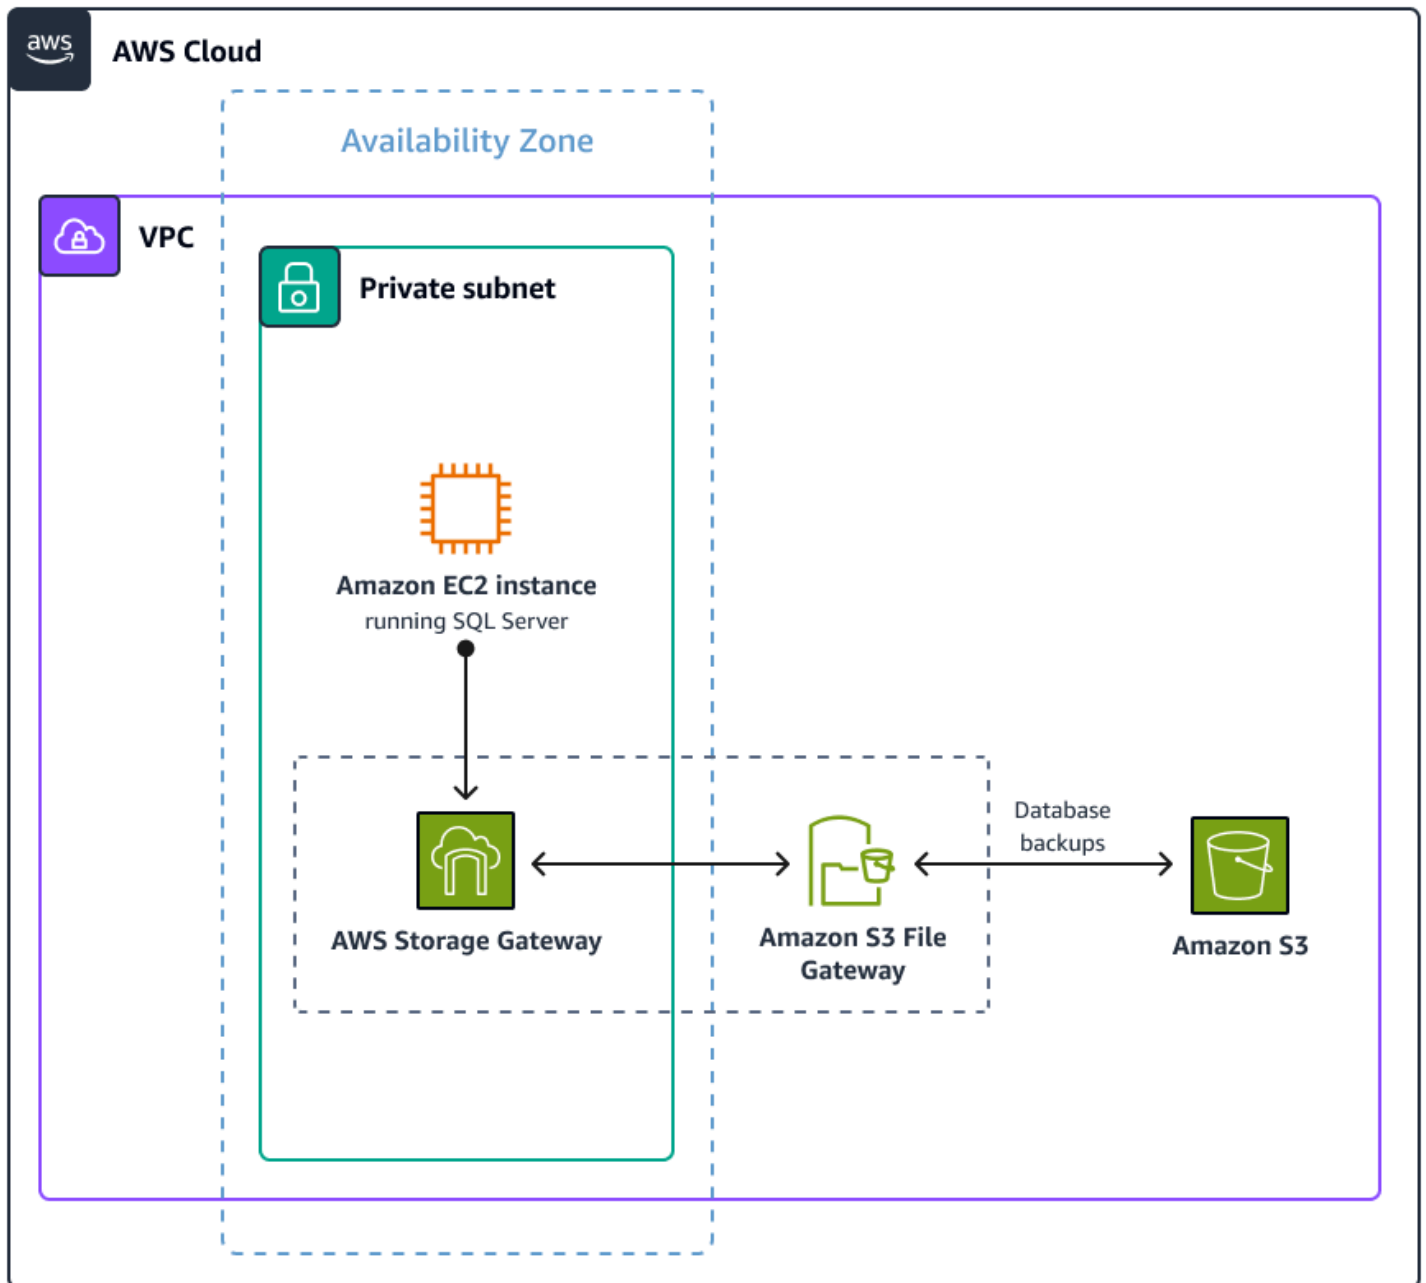 aws
AWS Cloud
Availability Zone
VPC
Private subnet
Amazon EC2 instance
running SQL Server
Database
backups
AWS Storage Gateway
Amazon S3 File
Gateway
Amazon S3